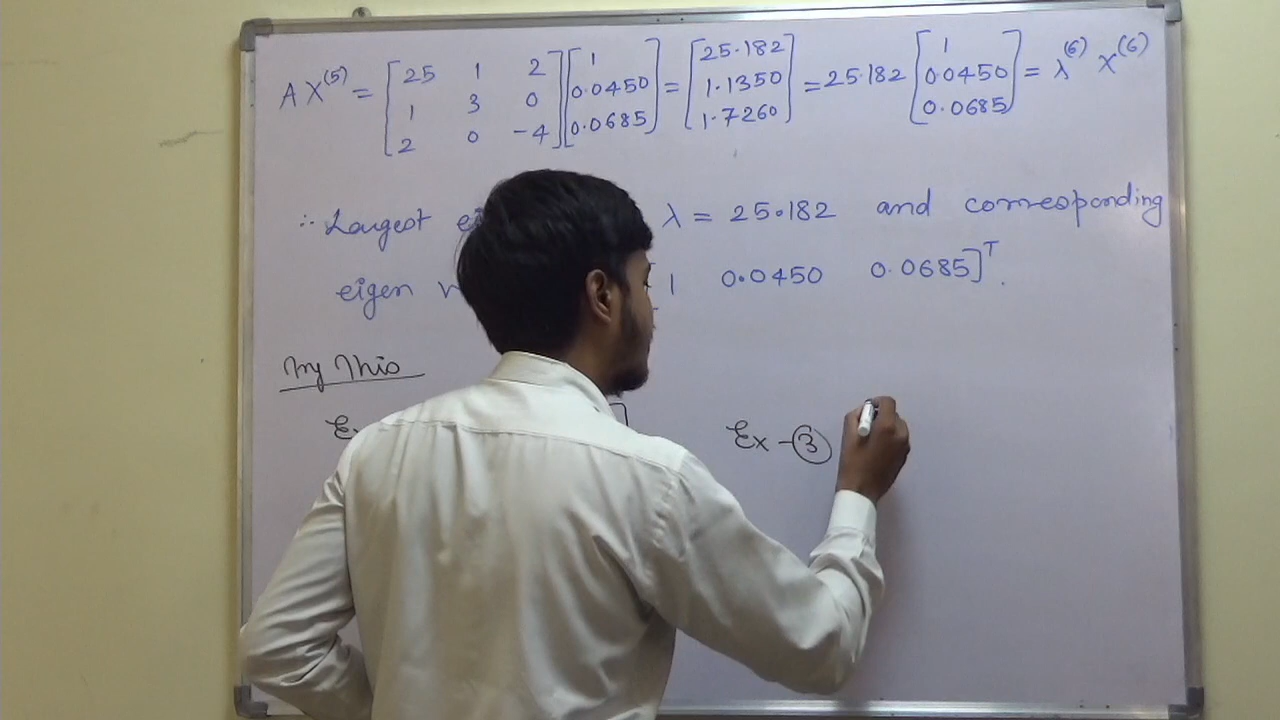 A X^(5) = [25 1 2; 1 3 0; 2 0 -4] [1; 0.0450; 0.0685] = [25.182; 1.1350; 1.7260] = 25.182 [1; 0.0450; 0.0685] = λ^(6) X^(6)
∴ Largest λ = 25.182 and corresponding
eigen 1 0.0450 0.0685]^T.
Try This
Ex - ③